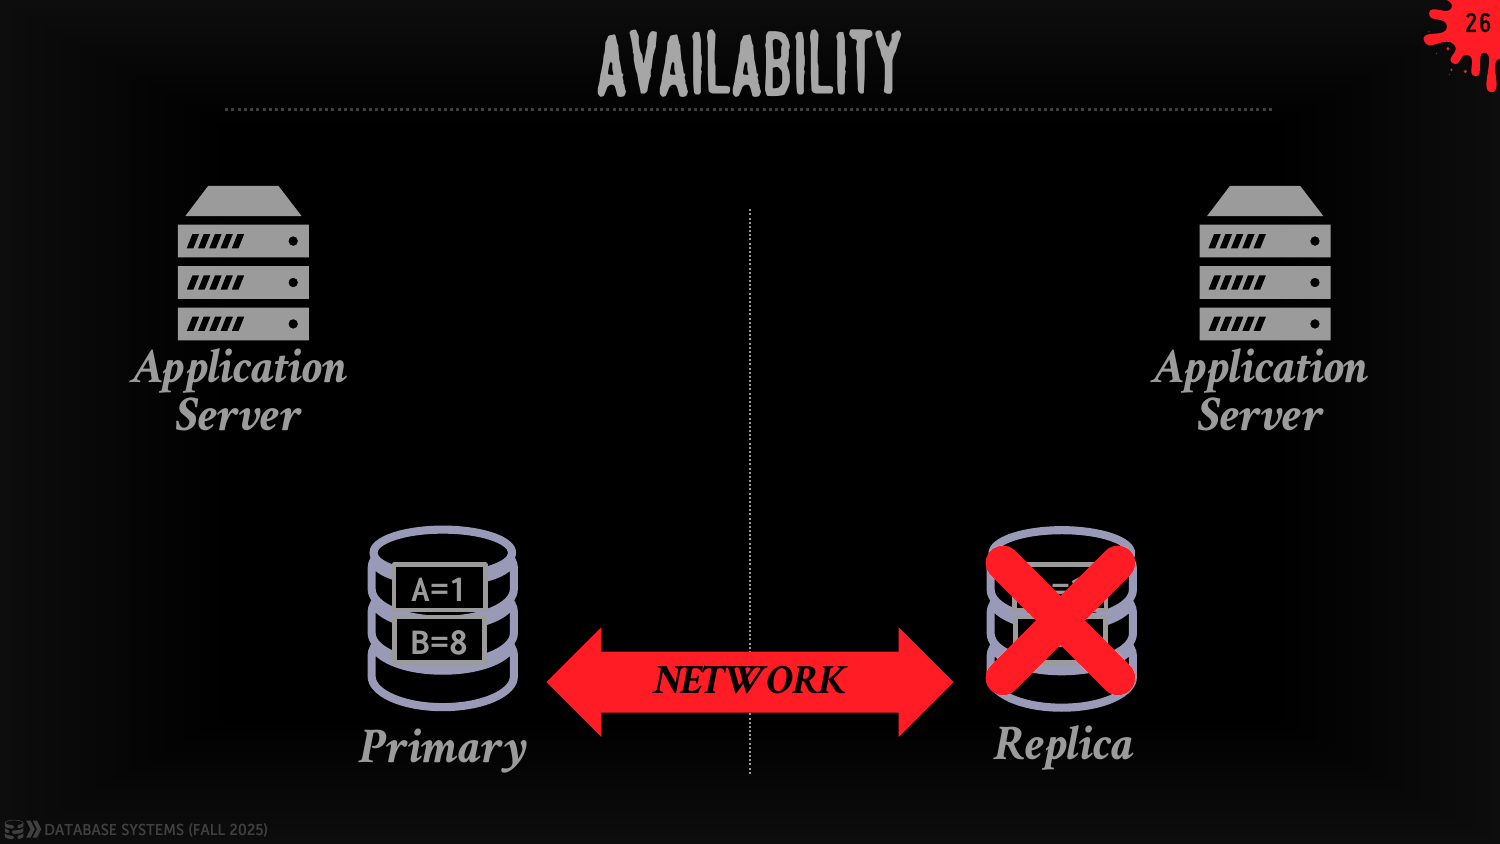 AVAILABILITY
26
Application
Server
Application
Server
A=1
B=8
NETWORK
Primary
Replica
DATABASE SYSTEMS (FALL 2025)